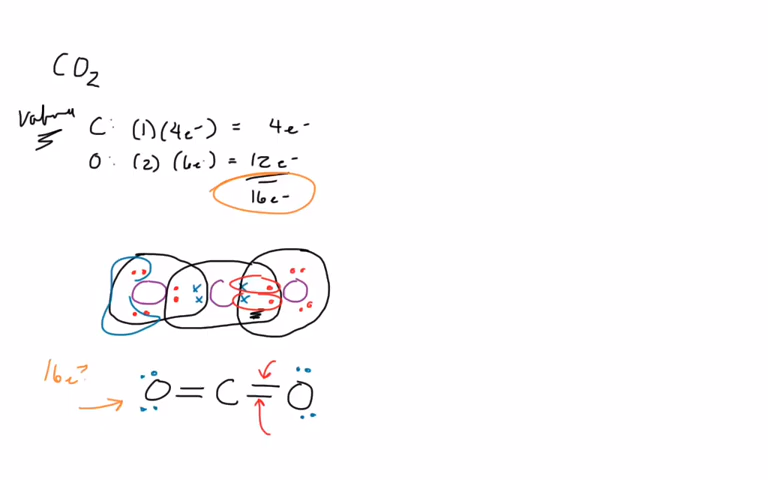 CO2
C: (1)(4e-) = 4e-
O: (2) (6e-) = 12e-
16e-
O C O
16e-?
O = C = O